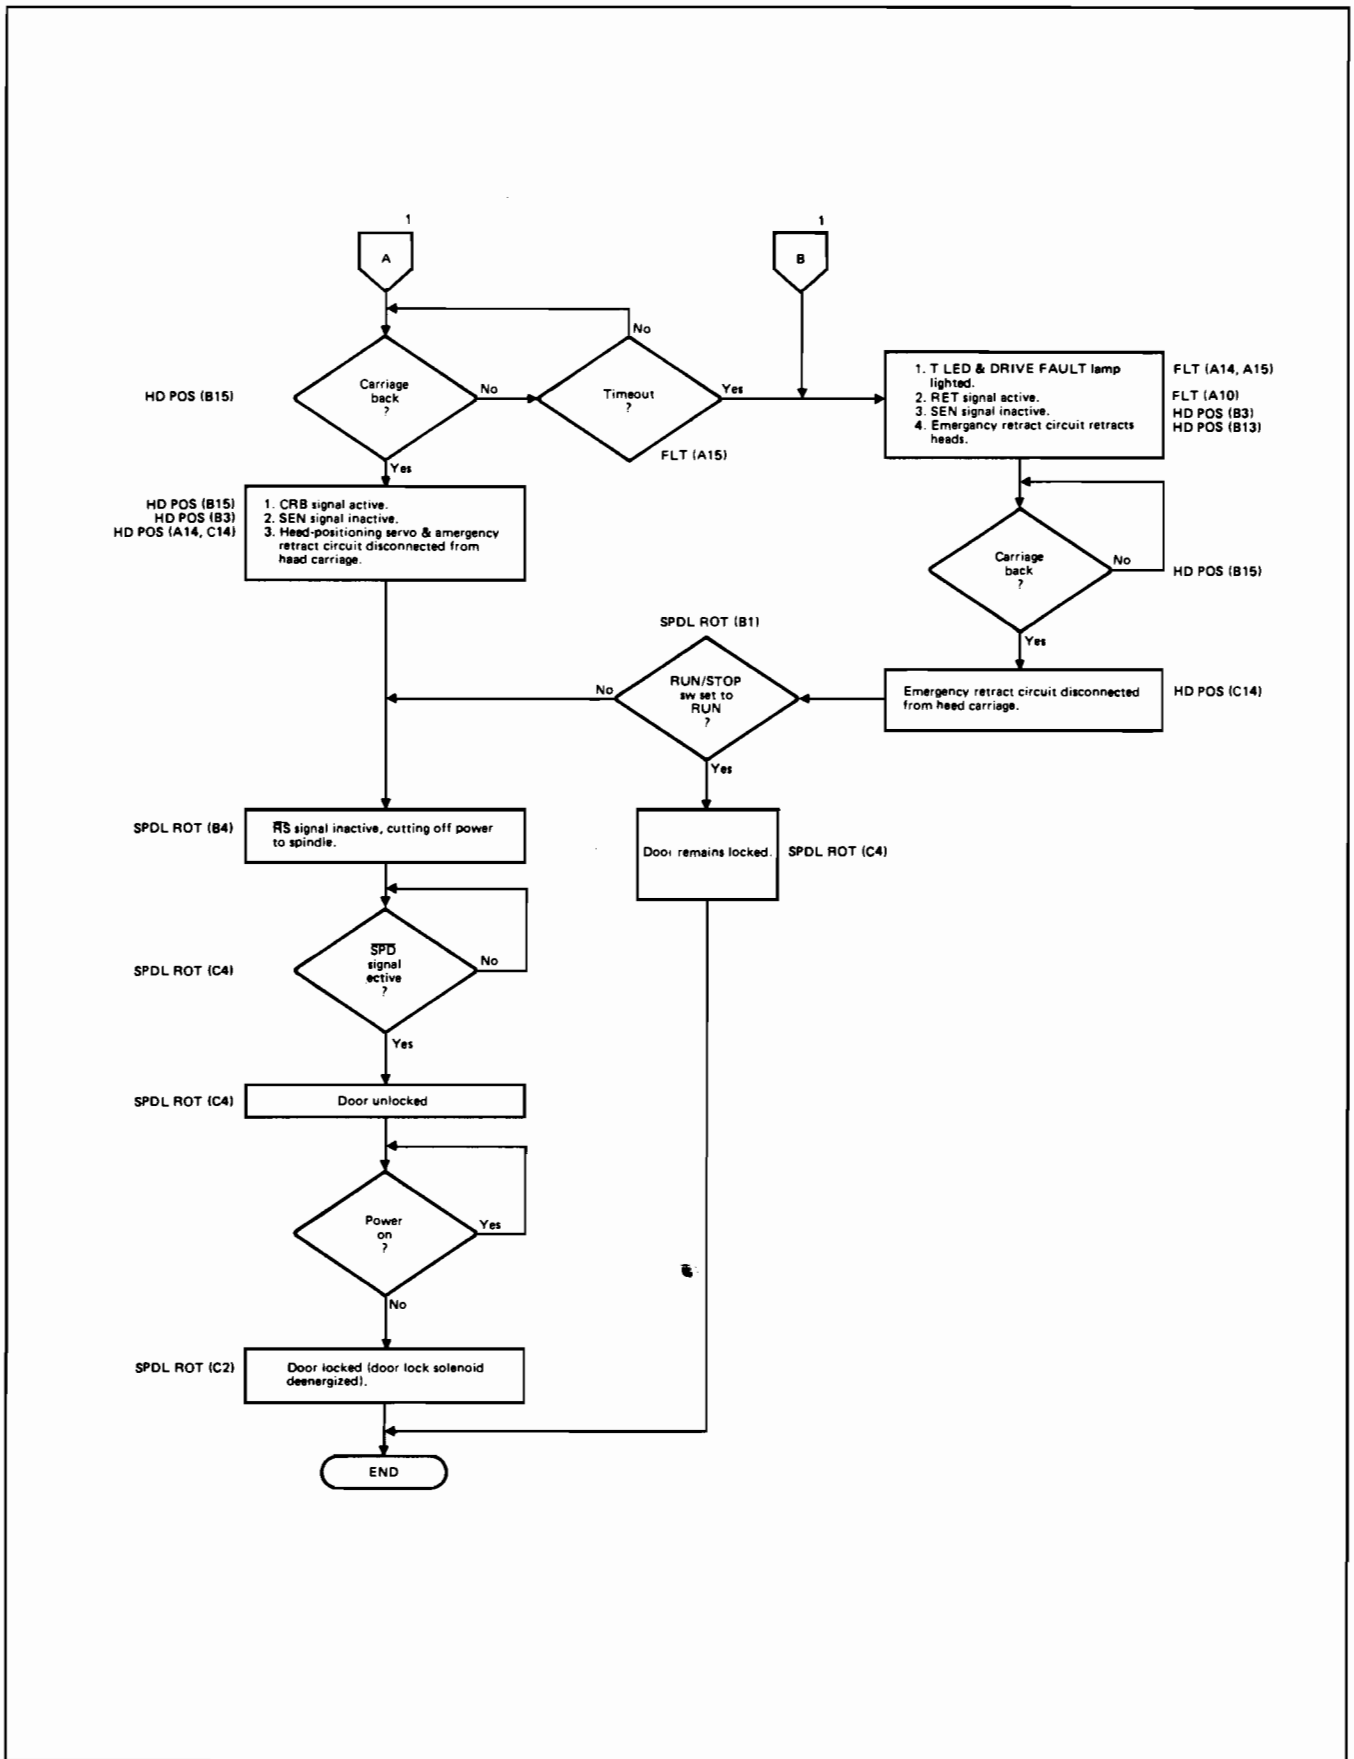 1
A
1
B
No
Carriage
back
?
HD POS (B15)
No
Timeout
?
Yes
FLT (A15)
Yes
1. T LED & DRIVE FAULT lamp
lighted.
2. RET signal active.
3. SEN signal inactive.
4. Emergency retract circuit retracts
heads.
FLT (A14, A15)
FLT (A10)
HD POS (B3)
HD POS (B13)
HD POS (B15)
HD POS (B3)
HD POS (A14, C14)
1. CRB signal active.
2. SEN signal inactive.
3. Head-positioning servo & amergency
retract circuit disconnected from
haad carriage.
Carriage
back
?
No
HD POS (B15)
Yes
SPDL ROT (B1)
RUN/STOP
sw set to
RUN
?
No
Yes
Emergency retract circuit disconnected
from heed carriage.
HD POS (C14)
SPDL ROT (B4)
R̅S̅ signal inactive, cutting off power
to spindle.
Door remains locked.
SPDL ROT (C4)
SPDL ROT (C4)
S̅P̅D̅
signal
ective
?
No
Yes
SPDL ROT (C4)
Door unlocked
Power
on
?
Yes
No
SPDL ROT (C2)
Door locked (door lock solenoid
deenergized).
END